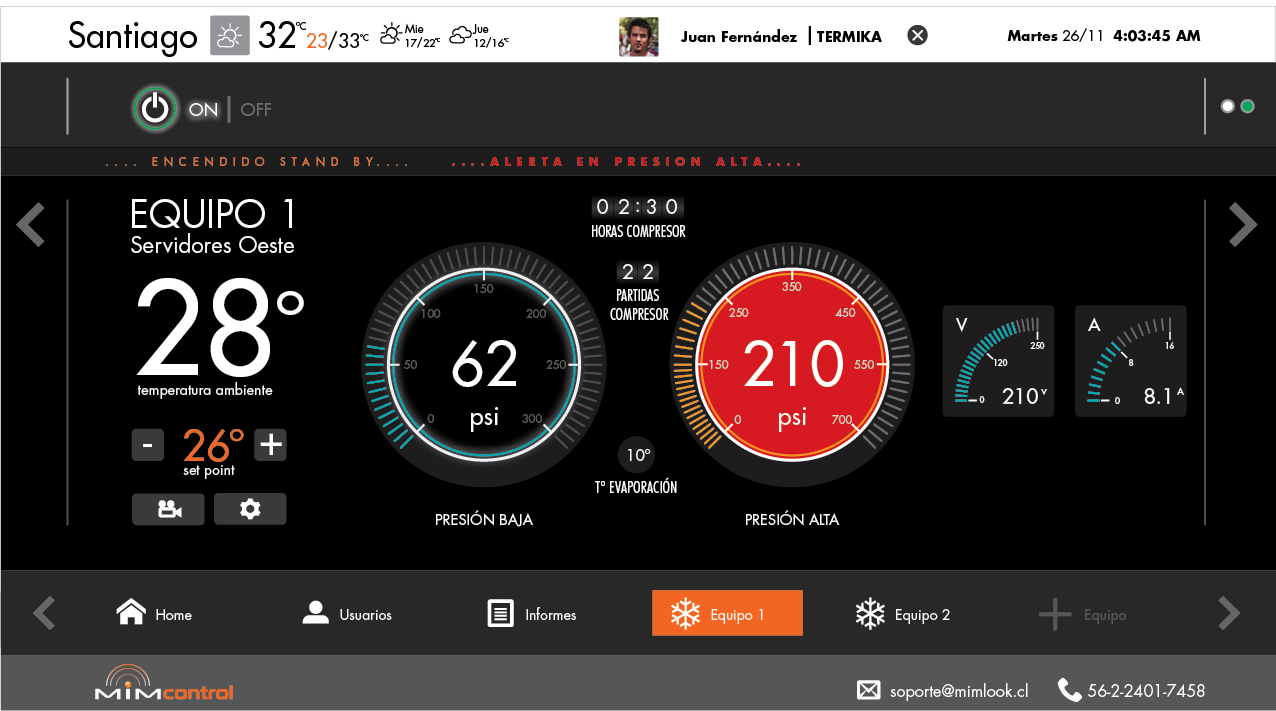 Santiago 32°C 23/33°C Mie 17/22°C Jue 12/16°C Juan Fernández | TERMIKA Martes 26/11 4:03:45 AM
ON | OFF
.... ENCENDIDO STAND BY.... ....ALERTA EN PRESION ALTA....
EQUIPO 1
Servidores Oeste
28°
temperatura ambiente
- 26° +
set point
02:30
HORAS COMPRESOR
22
PARTIDAS
COMPRESOR
0 50 100 150 200 250 300
62
psi
PRESIÓN BAJA
10°
T° EVAPORACIÓN
0 150 250 350 450 550 700
210
psi
PRESIÓN ALTA
V
0 120 250
210 V
A
0 8 16
8.1 A
Home Usuarios Informes Equipo 1 Equipo 2 Equipo
MiMcontrol soporte@mimlook.cl 56-2-2401-7458